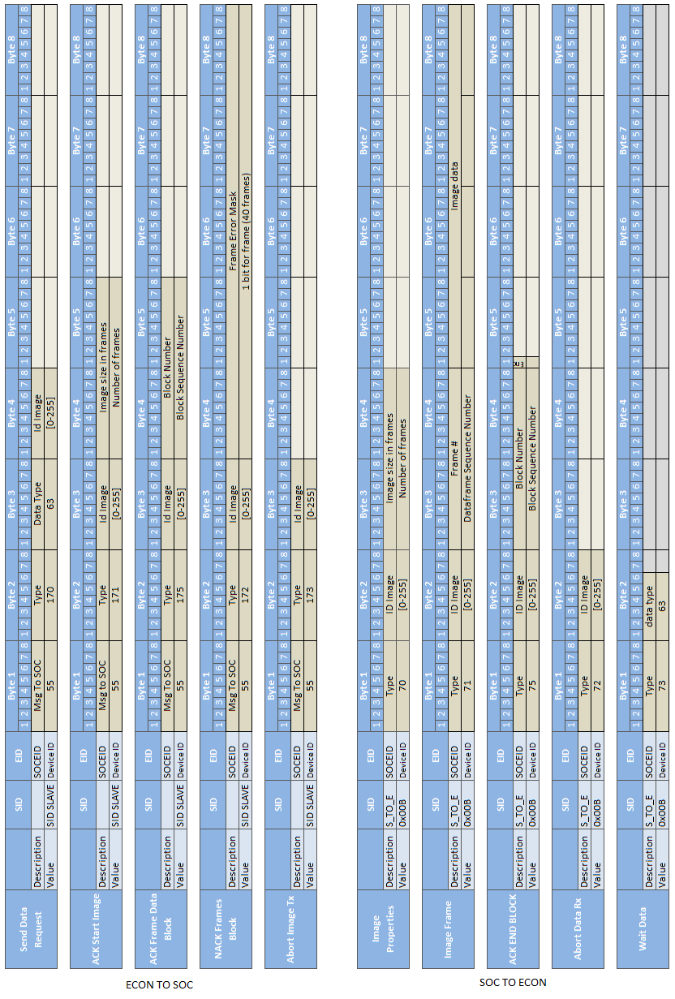 SID EID Byte 1 Byte 2 Byte 3 Byte 4 Byte 5 Byte 6 Byte 7 Byte 8
1 2 3 4 5 6 7 8 1 2 3 4 5 6 7 8 1 2 3 4 5 6 7 8 1 2 3 4 5 6 7 8 1 2 3 4 5 6 7 8 1 2 3 4 5 6 7 8 1 2 3 4 5 6 7 8 1 2 3 4 5 6 7 8
Send Data
Request
Description SOCEID Msg to SOC Type Data Type Id Image
Value SID SLAVE Device ID 55 170 63 [0-255]
SID EID Byte 1 Byte 2 Byte 3 Byte 4 Byte 5 Byte 6 Byte 7 Byte 8
1 2 3 4 5 6 7 8 1 2 3 4 5 6 7 8 1 2 3 4 5 6 7 8 1 2 3 4 5 6 7 8 1 2 3 4 5 6 7 8 1 2 3 4 5 6 7 8 1 2 3 4 5 6 7 8 1 2 3 4 5 6 7 8
ACK Start Image
Description SOCEID Msg to SOC Type Id Image Image size in frames
Value SID SLAVE Device ID 55 171 [0-255] Number of frames
SID EID Byte 1 Byte 2 Byte 3 Byte 4 Byte 5 Byte 6 Byte 7 Byte 8
1 2 3 4 5 6 7 8 1 2 3 4 5 6 7 8 1 2 3 4 5 6 7 8 1 2 3 4 5 6 7 8 1 2 3 4 5 6 7 8 1 2 3 4 5 6 7 8 1 2 3 4 5 6 7 8 1 2 3 4 5 6 7 8
ACK Frame Data
Block
Description SOCEID Msg To SOC Type Id Image Block Number
Value SID SLAVE Device ID 55 175 [0-255] Block Sequence Number
SID EID Byte 1 Byte 2 Byte 3 Byte 4 Byte 5 Byte 6 Byte 7 Byte 8
1 2 3 4 5 6 7 8 1 2 3 4 5 6 7 8 1 2 3 4 5 6 7 8 1 2 3 4 5 6 7 8 1 2 3 4 5 6 7 8 1 2 3 4 5 6 7 8 1 2 3 4 5 6 7 8 1 2 3 4 5 6 7 8
NACK Frames
Block
Description SOCEID Msg To SOC Type Id Image Frame Error Mask
Value SID SLAVE Device ID 55 172 [0-255] 1 bit for frame (40 frames)
SID EID Byte 1 Byte 2 Byte 3 Byte 4 Byte 5 Byte 6 Byte 7 Byte 8
1 2 3 4 5 6 7 8 1 2 3 4 5 6 7 8 1 2 3 4 5 6 7 8 1 2 3 4 5 6 7 8 1 2 3 4 5 6 7 8 1 2 3 4 5 6 7 8 1 2 3 4 5 6 7 8 1 2 3 4 5 6 7 8
Abort Image Tx
Description SOCEID Msg To SOC Type Id Image
Value SID SLAVE Device ID 55 173 [0-255]
ECON TO SOC
SID EID Byte 1 Byte 2 Byte 3 Byte 4 Byte 5 Byte 6 Byte 7 Byte 8
1 2 3 4 5 6 7 8 1 2 3 4 5 6 7 8 1 2 3 4 5 6 7 8 1 2 3 4 5 6 7 8 1 2 3 4 5 6 7 8 1 2 3 4 5 6 7 8 1 2 3 4 5 6 7 8 1 2 3 4 5 6 7 8
Image
Properties
Description S_TO_E SOCEID Type ID Image Image size in frames
Value 0x00B Device ID 70 [0-255] Number of frames
SID EID Byte 1 Byte 2 Byte 3 Byte 4 Byte 5 Byte 6 Byte 7 Byte 8
1 2 3 4 5 6 7 8 1 2 3 4 5 6 7 8 1 2 3 4 5 6 7 8 1 2 3 4 5 6 7 8 1 2 3 4 5 6 7 8 1 2 3 4 5 6 7 8 1 2 3 4 5 6 7 8 1 2 3 4 5 6 7 8
Image Frame
Description S_TO_E SOCEID Type ID Image Frame # Image data
Value 0x00B Device ID 71 [0-255] Dataframe Sequence Number
SID EID Byte 1 Byte 2 Byte 3 Byte 4 Byte 5 Byte 6 Byte 7 Byte 8
1 2 3 4 5 6 7 8 1 2 3 4 5 6 7 8 1 2 3 4 5 6 7 8 1 2 3 4 5 6 7 8 1 2 3 4 5 6 7 8 1 2 3 4 5 6 7 8 1 2 3 4 5 6 7 8 1 2 3 4 5 6 7 8
ACK END BLOCK
Description S_TO_E SOCEID Type ID Image Block Number
Value 0x00B Device ID 75 [0-255] Block Sequence Number
SID EID Byte 1 Byte 2 Byte 3 Byte 4 Byte 5 Byte 6 Byte 7 Byte 8
1 2 3 4 5 6 7 8 1 2 3 4 5 6 7 8 1 2 3 4 5 6 7 8 1 2 3 4 5 6 7 8 1 2 3 4 5 6 7 8 1 2 3 4 5 6 7 8 1 2 3 4 5 6 7 8 1 2 3 4 5 6 7 8
Abort Data Rx
Description S_TO_E SOCEID Type ID Image
Value 0x00B Device ID 72 [0-255]
SID EID Byte 1 Byte 2 Byte 3 Byte 4 Byte 5 Byte 6 Byte 7 Byte 8
1 2 3 4 5 6 7 8 1 2 3 4 5 6 7 8 1 2 3 4 5 6 7 8 1 2 3 4 5 6 7 8 1 2 3 4 5 6 7 8 1 2 3 4 5 6 7 8 1 2 3 4 5 6 7 8 1 2 3 4 5 6 7 8
Wait Data
Description S_TO_E SOCEID Type data type
Value 0x00B Device ID 73 63
SOC TO ECON